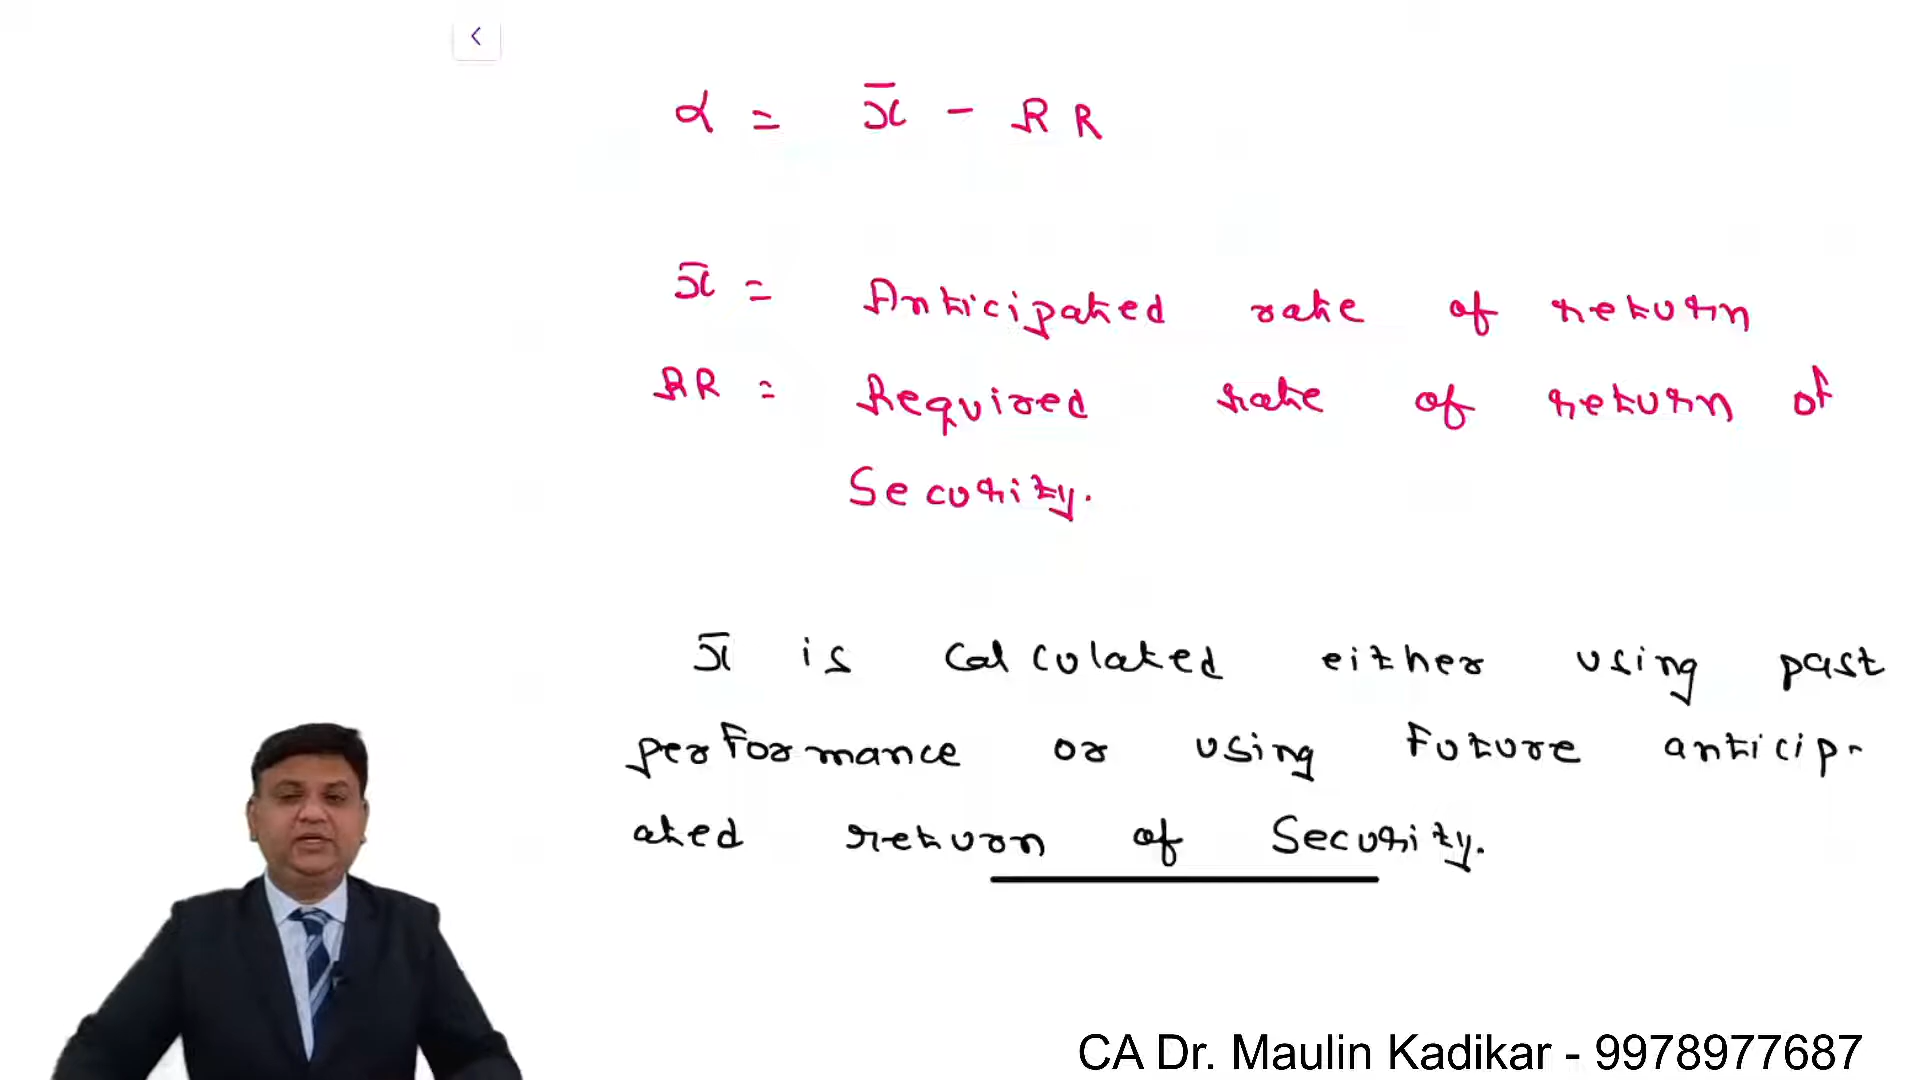 α = x̄ - RR
x̄ = Anticipated rate of return
RR = Required rate of return of
Security.
x̄ is calculated either using past
performance or using Future anticip-
ated return of Security.
CA Dr. Maulin Kadikar - 9978977687